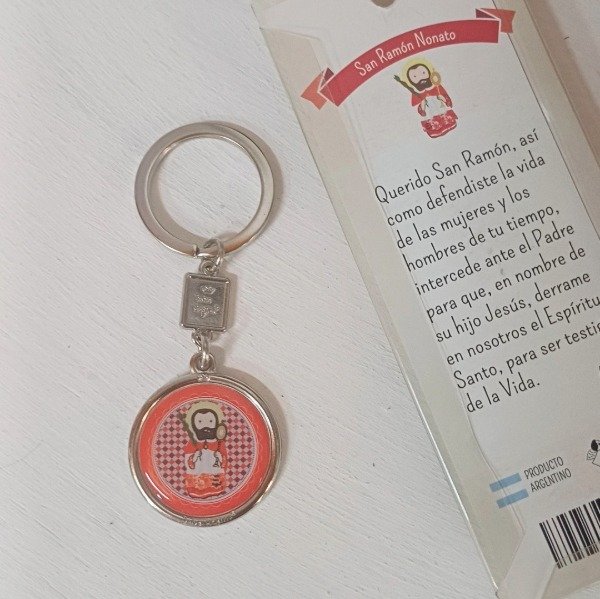 San Ramón Nonato
Querido San Ramón, así
como defendiste la vida
de las mujeres y los
hombres de tu tiempo,
intercede ante el Padre
para que, en nombre de
su hijo Jesús, derrame
en nosotros el Espíritu
Santo, para ser
de la Vida.
PRODUCTO
ARGENTINO